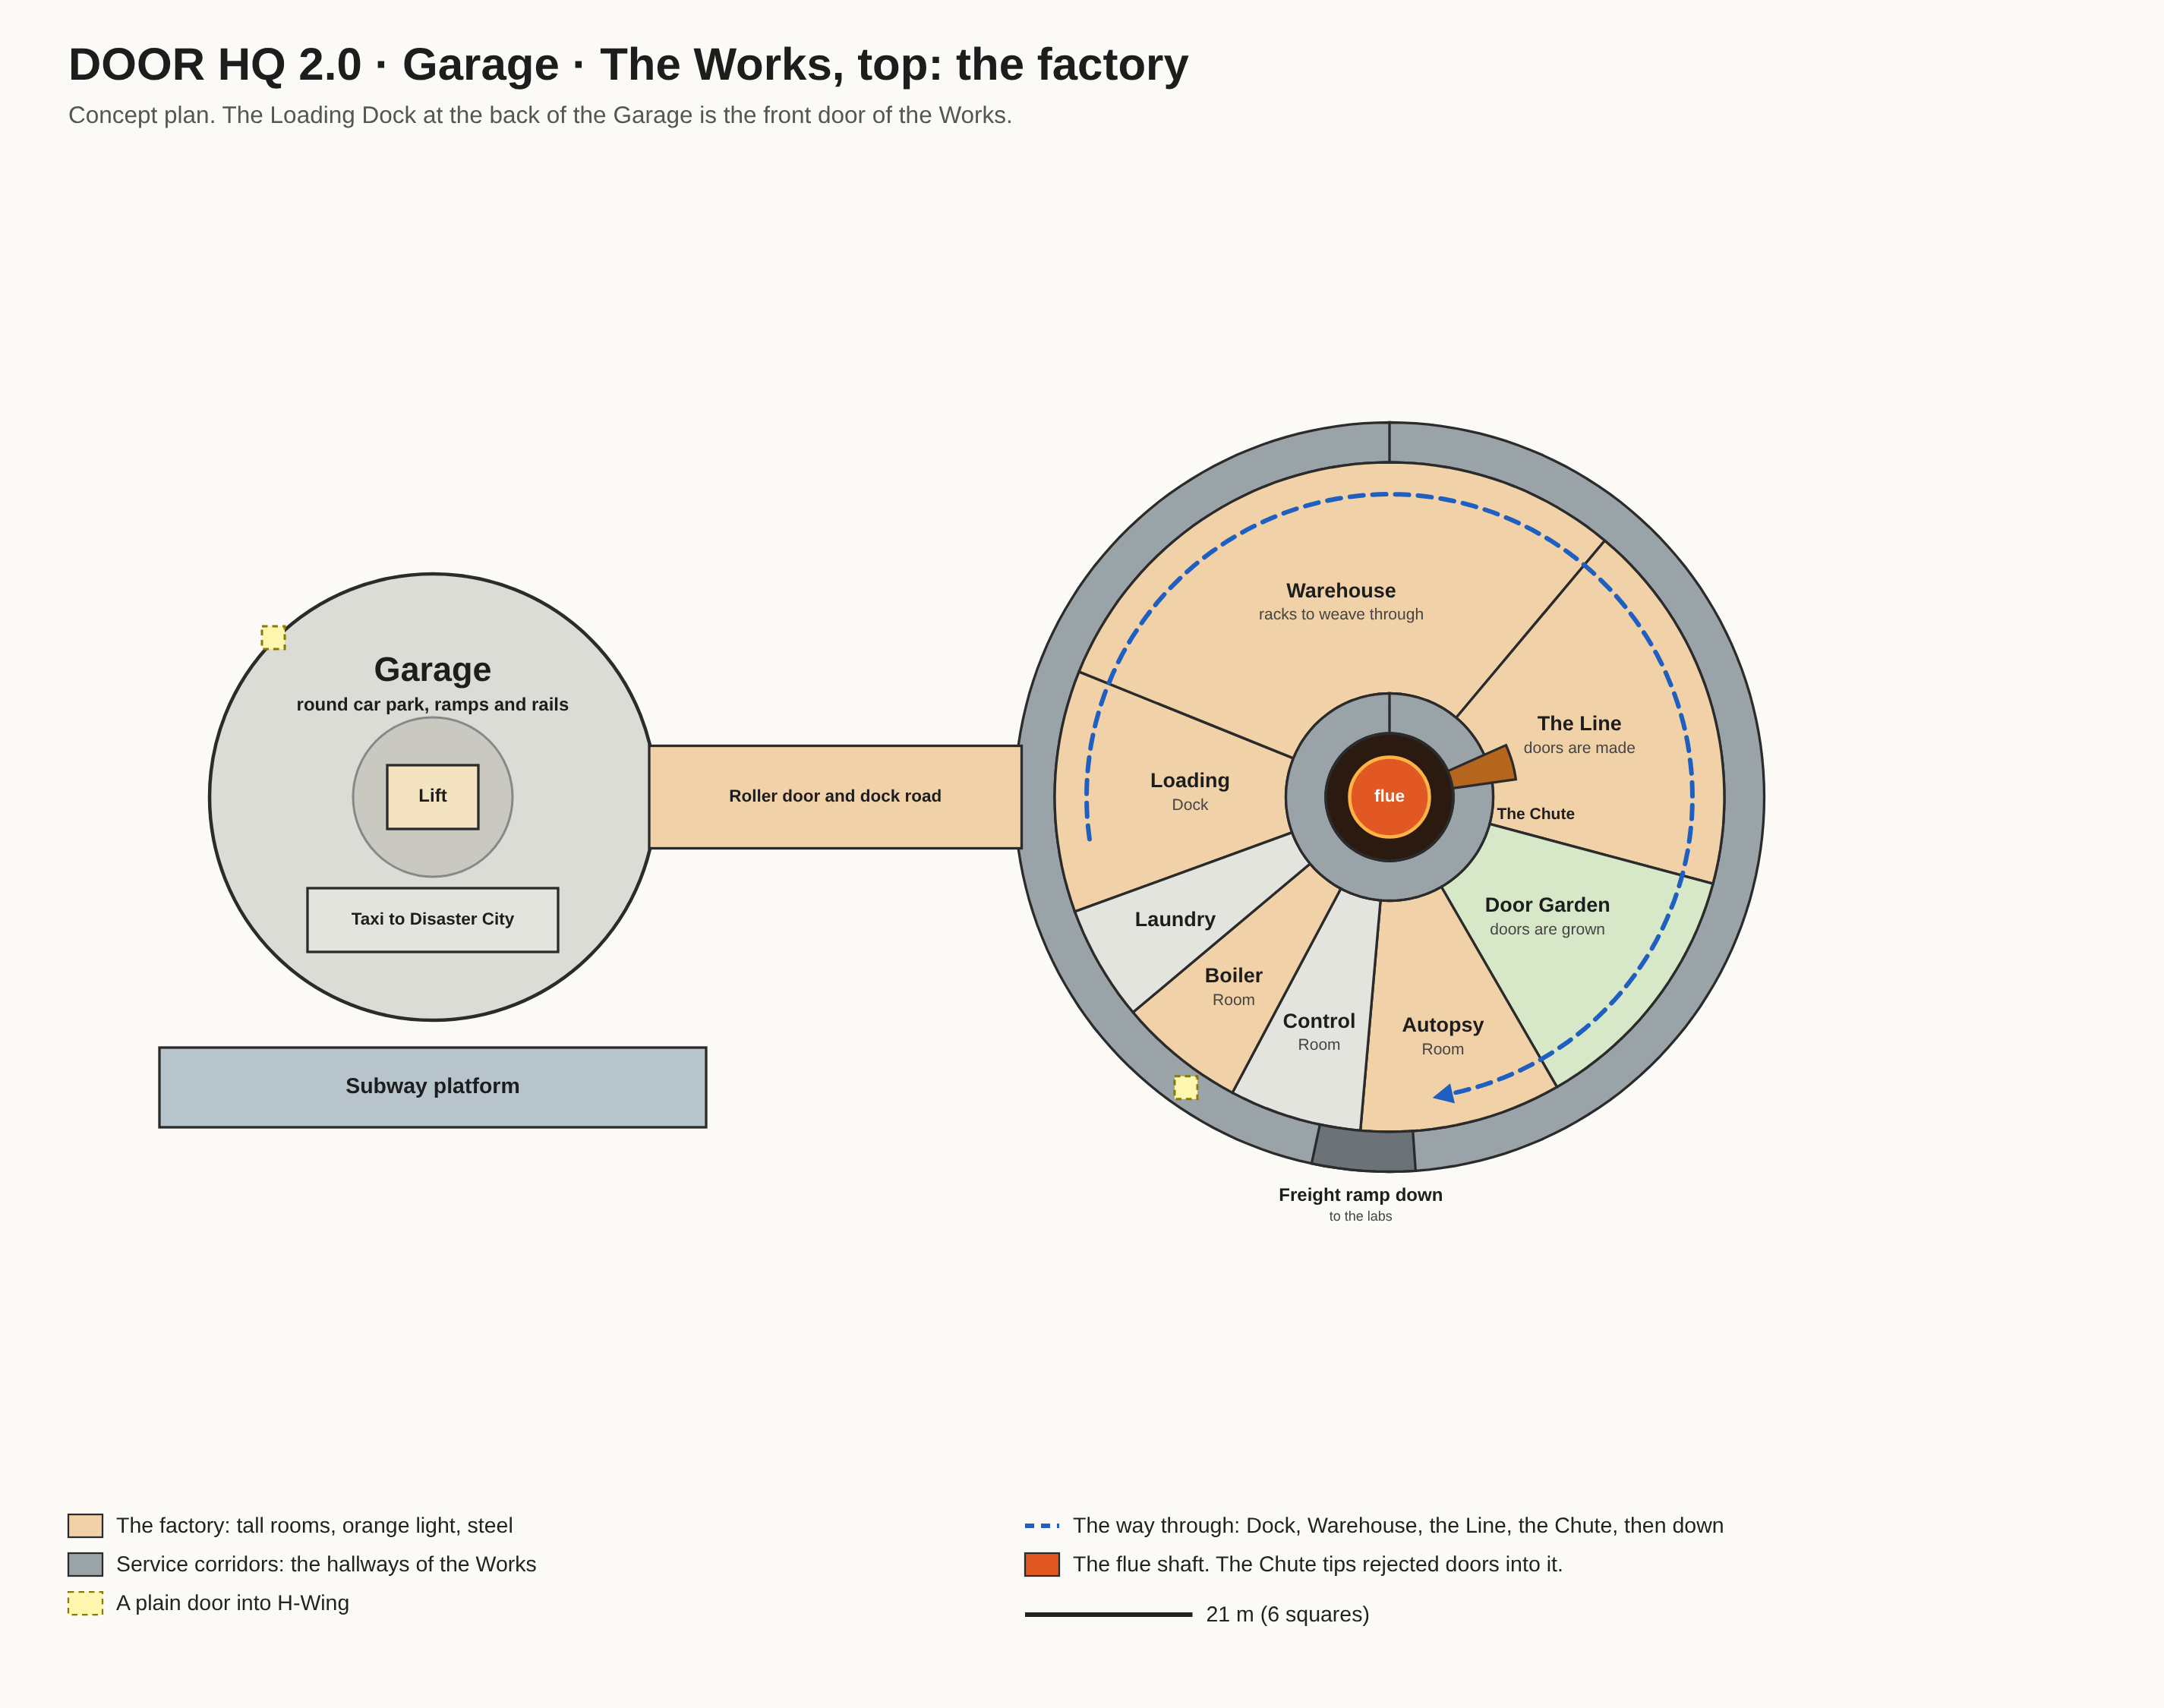 DOOR HQ 2.0 · Garage · The Works, top: the factory
Concept plan. The Loading Dock at the back of the Garage is the front door of the Works.
Warehouse
racks to weave through
Garage
round car park, ramps and rails
The Line
doors are made
Lift
Roller door and dock road
Loading
Dock
flue
The Chute
Taxi to Disaster City
Laundry
Door Garden
doors are grown
Boiler
Room
Control
Room
Autopsy
Room
Subway platform
Freight ramp down
to the labs
The factory: tall rooms, orange light, steel
Service corridors: the hallways of the Works
A plain door into H-Wing
The way through: Dock, Warehouse, the Line, the Chute, then down
The flue shaft. The Chute tips rejected doors into it.
21 m (6 squares)